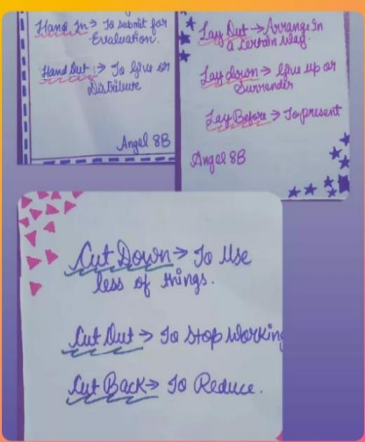 Hand In → To submit for
Evaluation.
Hand Out → To Give or
Distribute
Angel 8B
Lay Out → Arrange In
a Certain way.
Lay down → Give up or
Surrender
Lay Before → To present
Angel 8B
Cut Down → To Use
less of things.
Cut Out → To Stop Working
Cut Back → To Reduce.